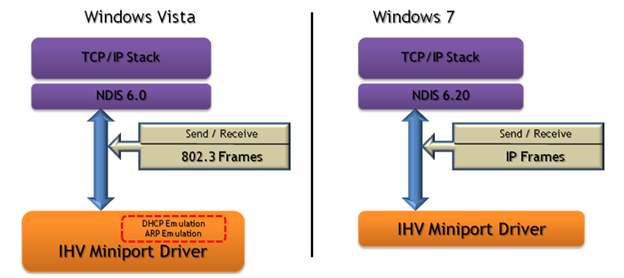 Windows Vista
TCP/IP Stack
NDIS 6.0
Send / Receive
802.3 Frames
DHCP Emulation
ARP Emulation
IHV Miniport Driver
Windows 7
TCP/IP Stack
NDIS 6.20
Send / Receive
IP Frames
IHV Miniport Driver